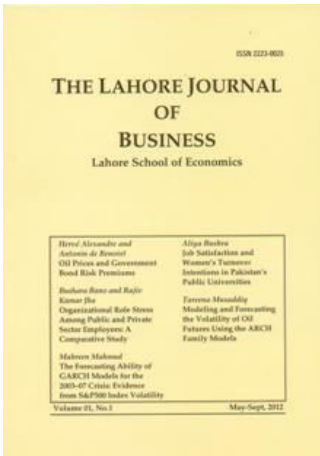 ISSN 2223-0025
THE LAHORE JOURNAL
OF
BUSINESS
Lahore School of Economics
Hervé Alexandre and
Antonin de Benoist
Oil Prices and Government
Bond Risk Premiums
Bushara Bano and Rajiv
Kumar Jha
Organizational Role Stress
Among Public and Private
Sector Employees: A
Comparative Study
Mahreen Mahmud
The Forecasting Ability of
GARCH Models for the
2003–07 Crisis: Evidence
from S&P500 Index Volatility
Aliya Bushra
Job Satisfaction and
Women's Turnover
Intentions in Pakistan's
Public Universities
Tareena Musaddiq
Modeling and Forecasting
the Volatility of Oil
Futures Using the ARCH
Family Models
Volume 01, No.1
May-Sept, 2012